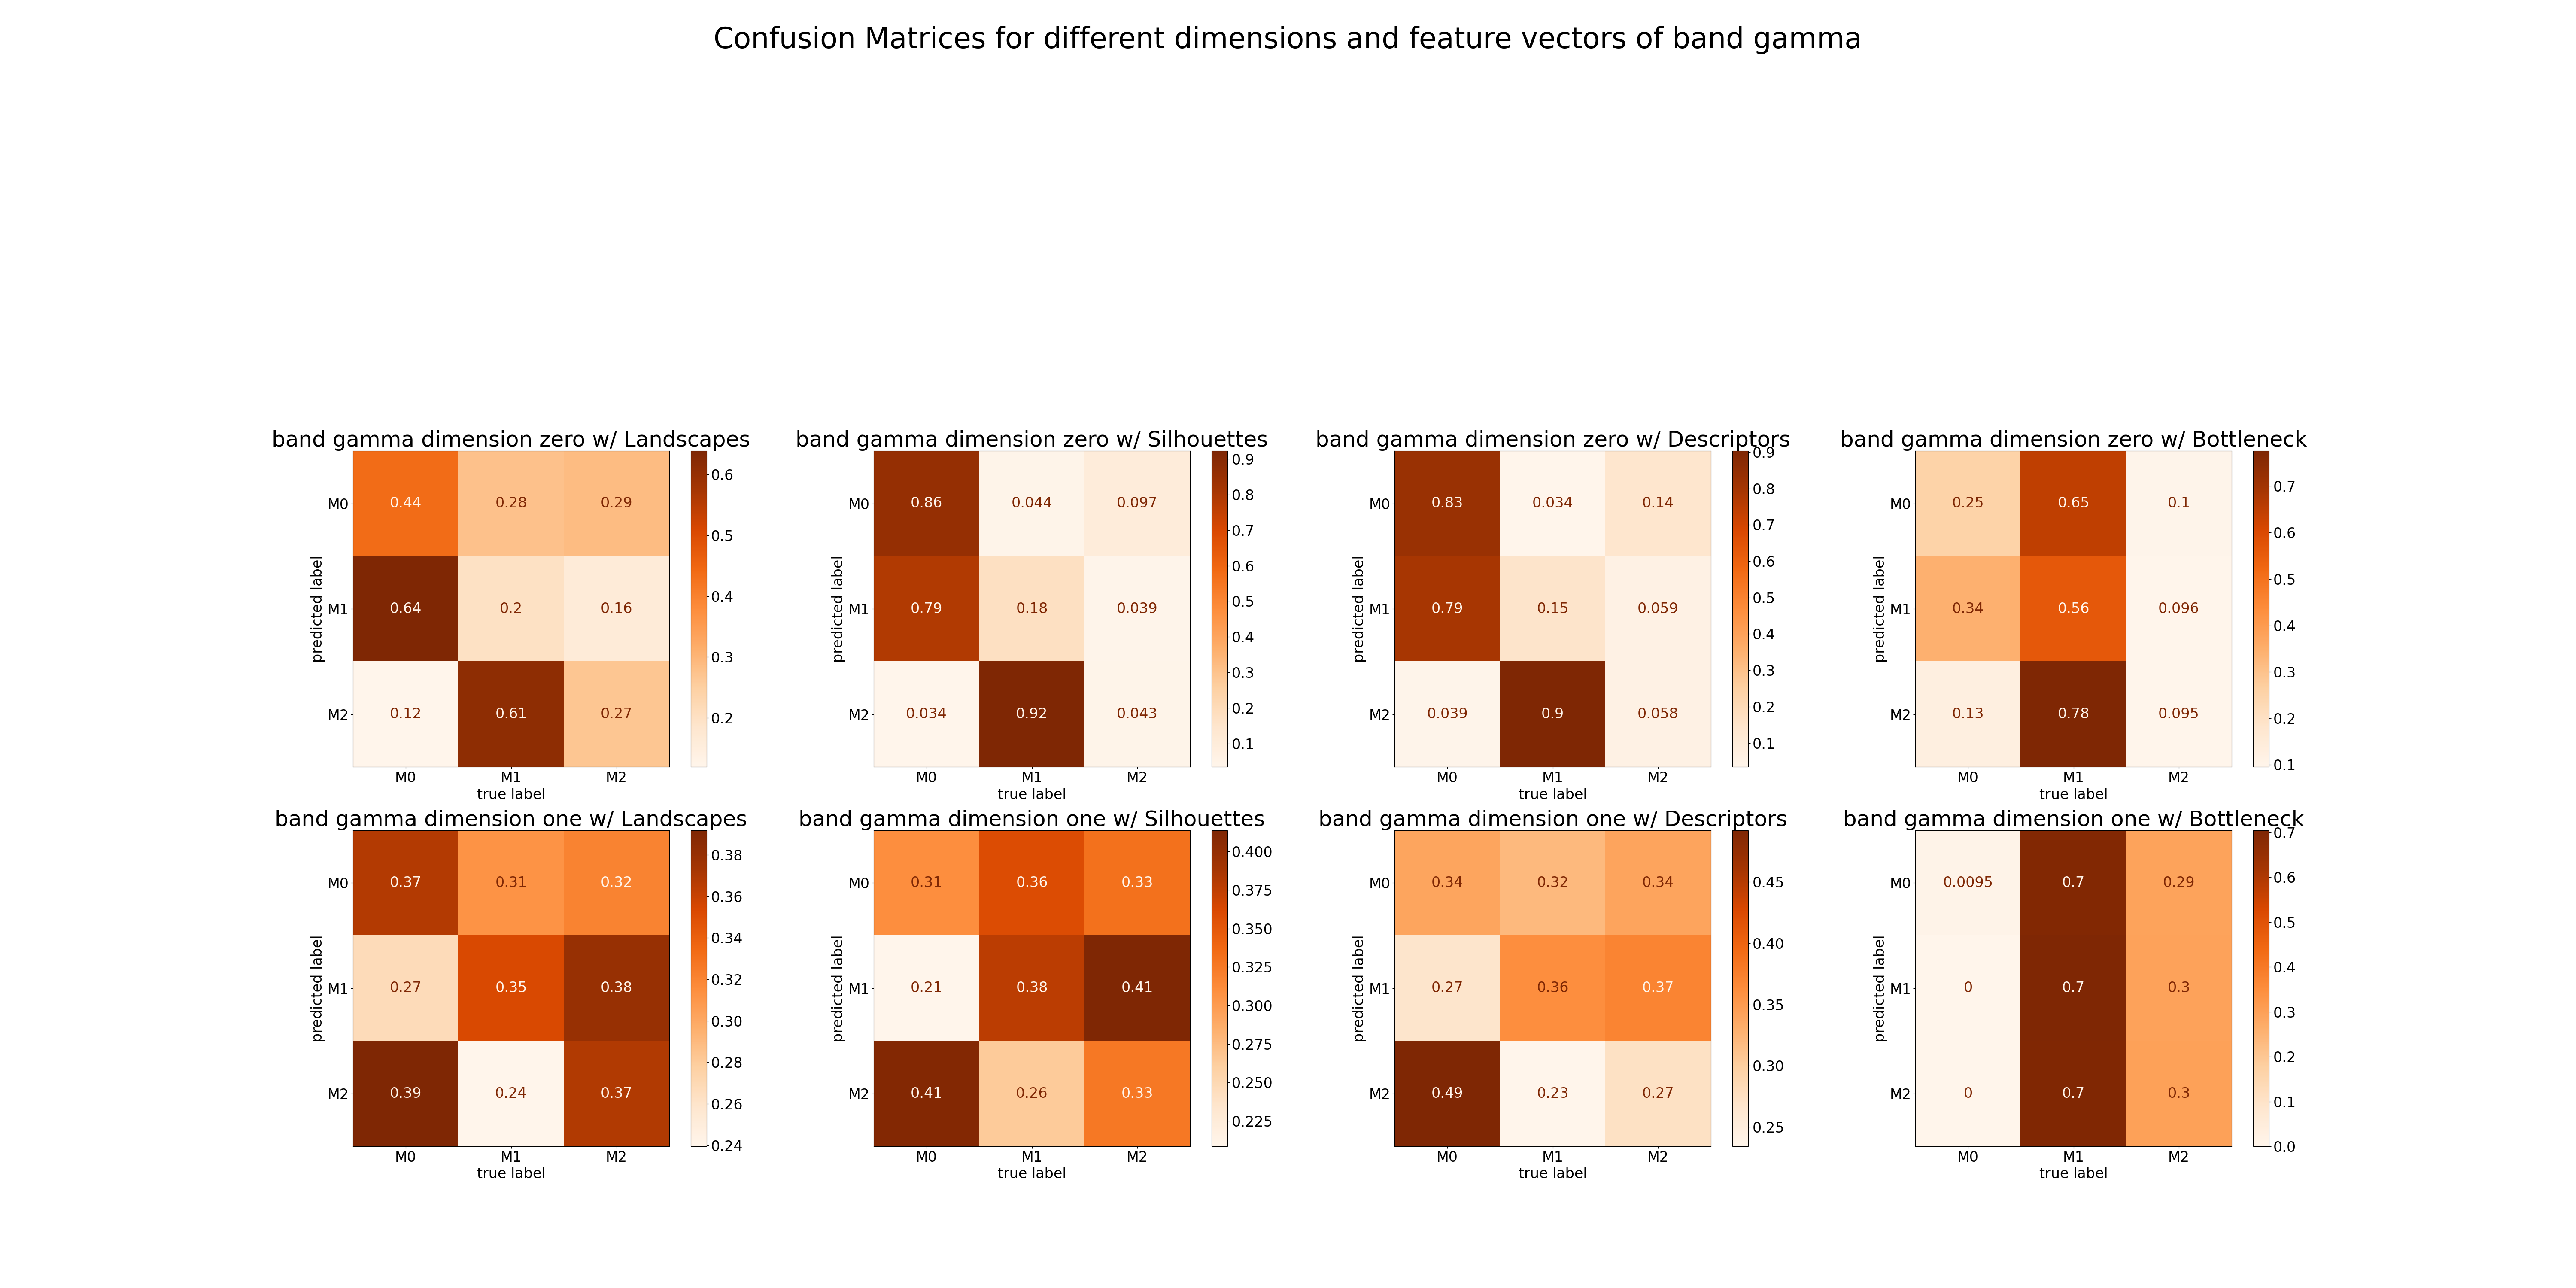 Confusion Matrices for different dimensions and feature vectors of band gamma
band gamma dimension zero w/ Landscapes
M0 0.44 0.28 0.29
M1 0.64 0.2 0.16
M2 0.12 0.61 0.27
M0 M1 M2
predicted label
true label
0.6
0.5
0.4
0.3
0.2
band gamma dimension zero w/ Silhouettes
M0 0.86 0.044 0.097
M1 0.79 0.18 0.039
M2 0.034 0.92 0.043
M0 M1 M2
predicted label
true label
0.9
0.8
0.7
0.6
0.5
0.4
0.3
0.2
0.1
band gamma dimension zero w/ Descriptors
M0 0.83 0.034 0.14
M1 0.79 0.15 0.059
M2 0.039 0.9 0.058
M0 M1 M2
predicted label
true label
0.9
0.8
0.7
0.6
0.5
0.4
0.3
0.2
0.1
band gamma dimension zero w/ Bottleneck
M0 0.25 0.65 0.1
M1 0.34 0.56 0.096
M2 0.13 0.78 0.095
M0 M1 M2
predicted label
true label
0.7
0.6
0.5
0.4
0.3
0.2
0.1
band gamma dimension one w/ Landscapes
M0 0.37 0.31 0.32
M1 0.27 0.35 0.38
M2 0.39 0.24 0.37
M0 M1 M2
predicted label
true label
0.38
0.36
0.34
0.32
0.30
0.28
0.26
0.24
band gamma dimension one w/ Silhouettes
M0 0.31 0.36 0.33
M1 0.21 0.38 0.41
M2 0.41 0.26 0.33
M0 M1 M2
predicted label
true label
0.400
0.375
0.350
0.325
0.300
0.275
0.250
0.225
band gamma dimension one w/ Descriptors
M0 0.34 0.32 0.34
M1 0.27 0.36 0.37
M2 0.49 0.23 0.27
M0 M1 M2
predicted label
true label
0.45
0.40
0.35
0.30
0.25
band gamma dimension one w/ Bottleneck
M0 0.0095 0.7 0.29
M1 0 0.7 0.3
M2 0 0.7 0.3
M0 M1 M2
predicted label
true label
0.7
0.6
0.5
0.4
0.3
0.2
0.1
0.0